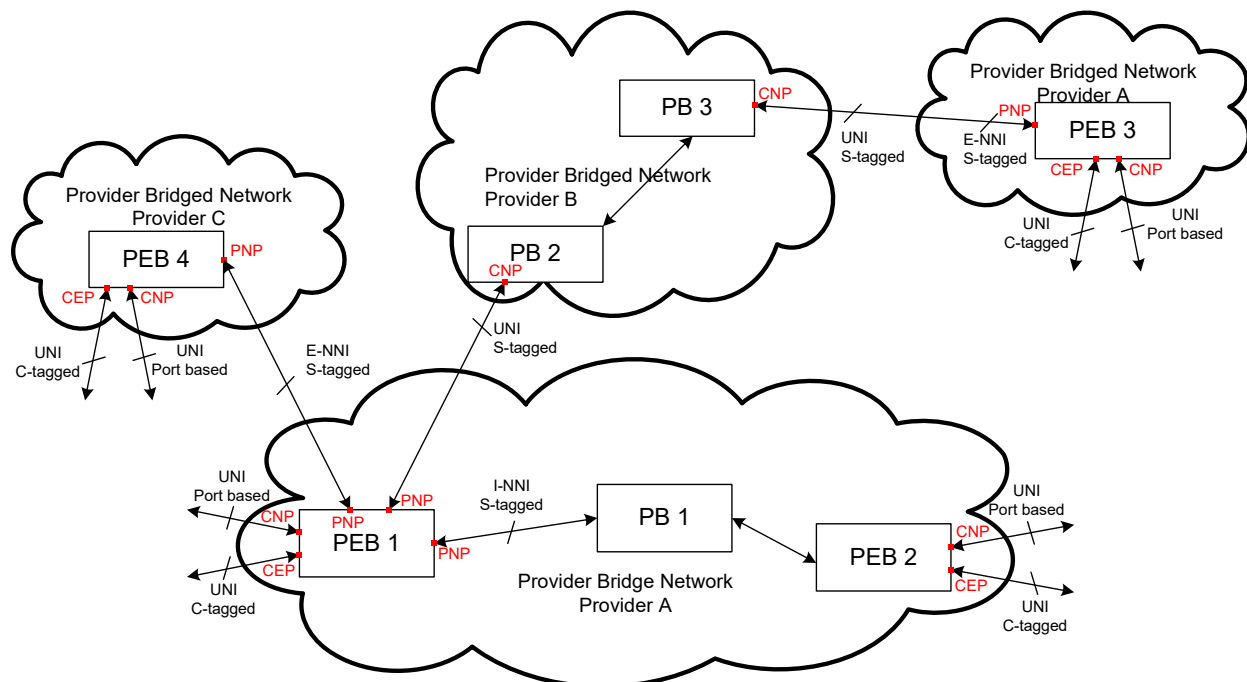 Provider Bridged Network
Provider A
PNP
PEB 3
E-NNI
S-tagged
CEP
CNP
UNI
C-tagged
UNI
Port based
CNP
PB 3
UNI
S-tagged
Provider Bridged Network
Provider B
PB 2
CNP
UNI
S-tagged
Provider Bridged Network
Provider C
PEB 4
PNP
CEP
CNP
UNI
C-tagged
UNI
Port based
E-NNI
S-tagged
UNI
Port based
CNP
PNP
PNP
PEB 1
PNP
CEP
UNI
C-tagged
I-NNI
S-tagged
PB 1
Provider Bridge Network
Provider A
PEB 2
CNP
CEP
UNI
Port based
UNI
C-tagged